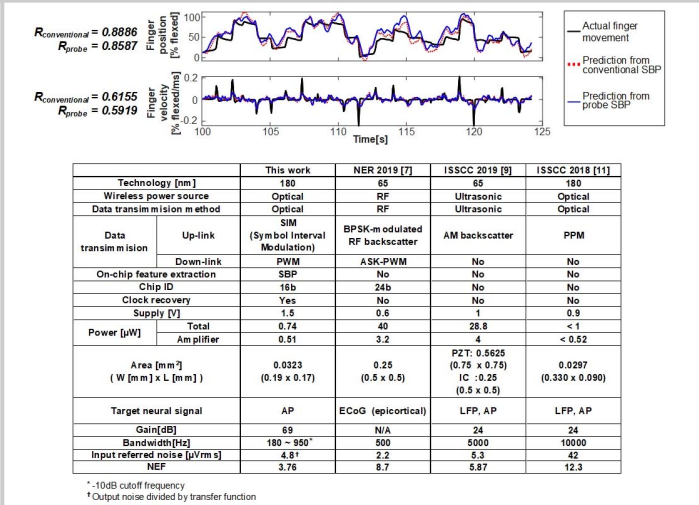 R conventional = 0.8886
R probe = 0.8587
Finger position [% flexed]
100
50
0
Actual finger movement
Prediction from conventional SBP
Prediction from probe SBP
R conventional = 0.6155
R probe = 0.5919
Finger velocity [% flexed/ms]
0.2
0
-0.2
100 105 110 115 120 125
Time[s]
This work NER 2019 [7] ISSCC 2019 [9] ISSCC 2018 [11]
Technology [nm] 180 65 65 180
Wireless power source Optical RF Ultrasonic Optical
Data transimmision method Optical RF Ultrasonic Optical
Data transimmision Up-link SIM (Symbol Interval Modulation) BPSK-modulated RF backscatter AM backscatter PPM
Down-link PWM ASK-PWM No No
On-chip feature extraction SBP No No No
Chip ID 16b 24b No No
Clock recovery Yes No No No
Supply [V] 1.5 0.6 1 0.9
Power [µW] Total 0.74 40 28.8 < 1
Amplifier 0.51 3.2 4 < 0.52
Area [mm²] ( W [mm] x L [mm] ) 0.0323 (0.19 x 0.17) 0.25 (0.5 x 0.5) PZT: 0.5625 (0.75 x 0.75) IC :0.25 (0.5 x 0.5) 0.0297 (0.330 x 0.090)
Target neural signal AP ECoG (epicortical) LFP, AP LFP, AP
Gain[dB] 69 N/A 24 24
Bandwidth[Hz] 180 ~ 950* 500 5000 10000
Input referred noise [µVrms] 4.8† 2.2 5.3 42
NEF 3.76 8.7 5.87 12.3
* -10dB cutoff frequency
† Output noise divided by transfer function